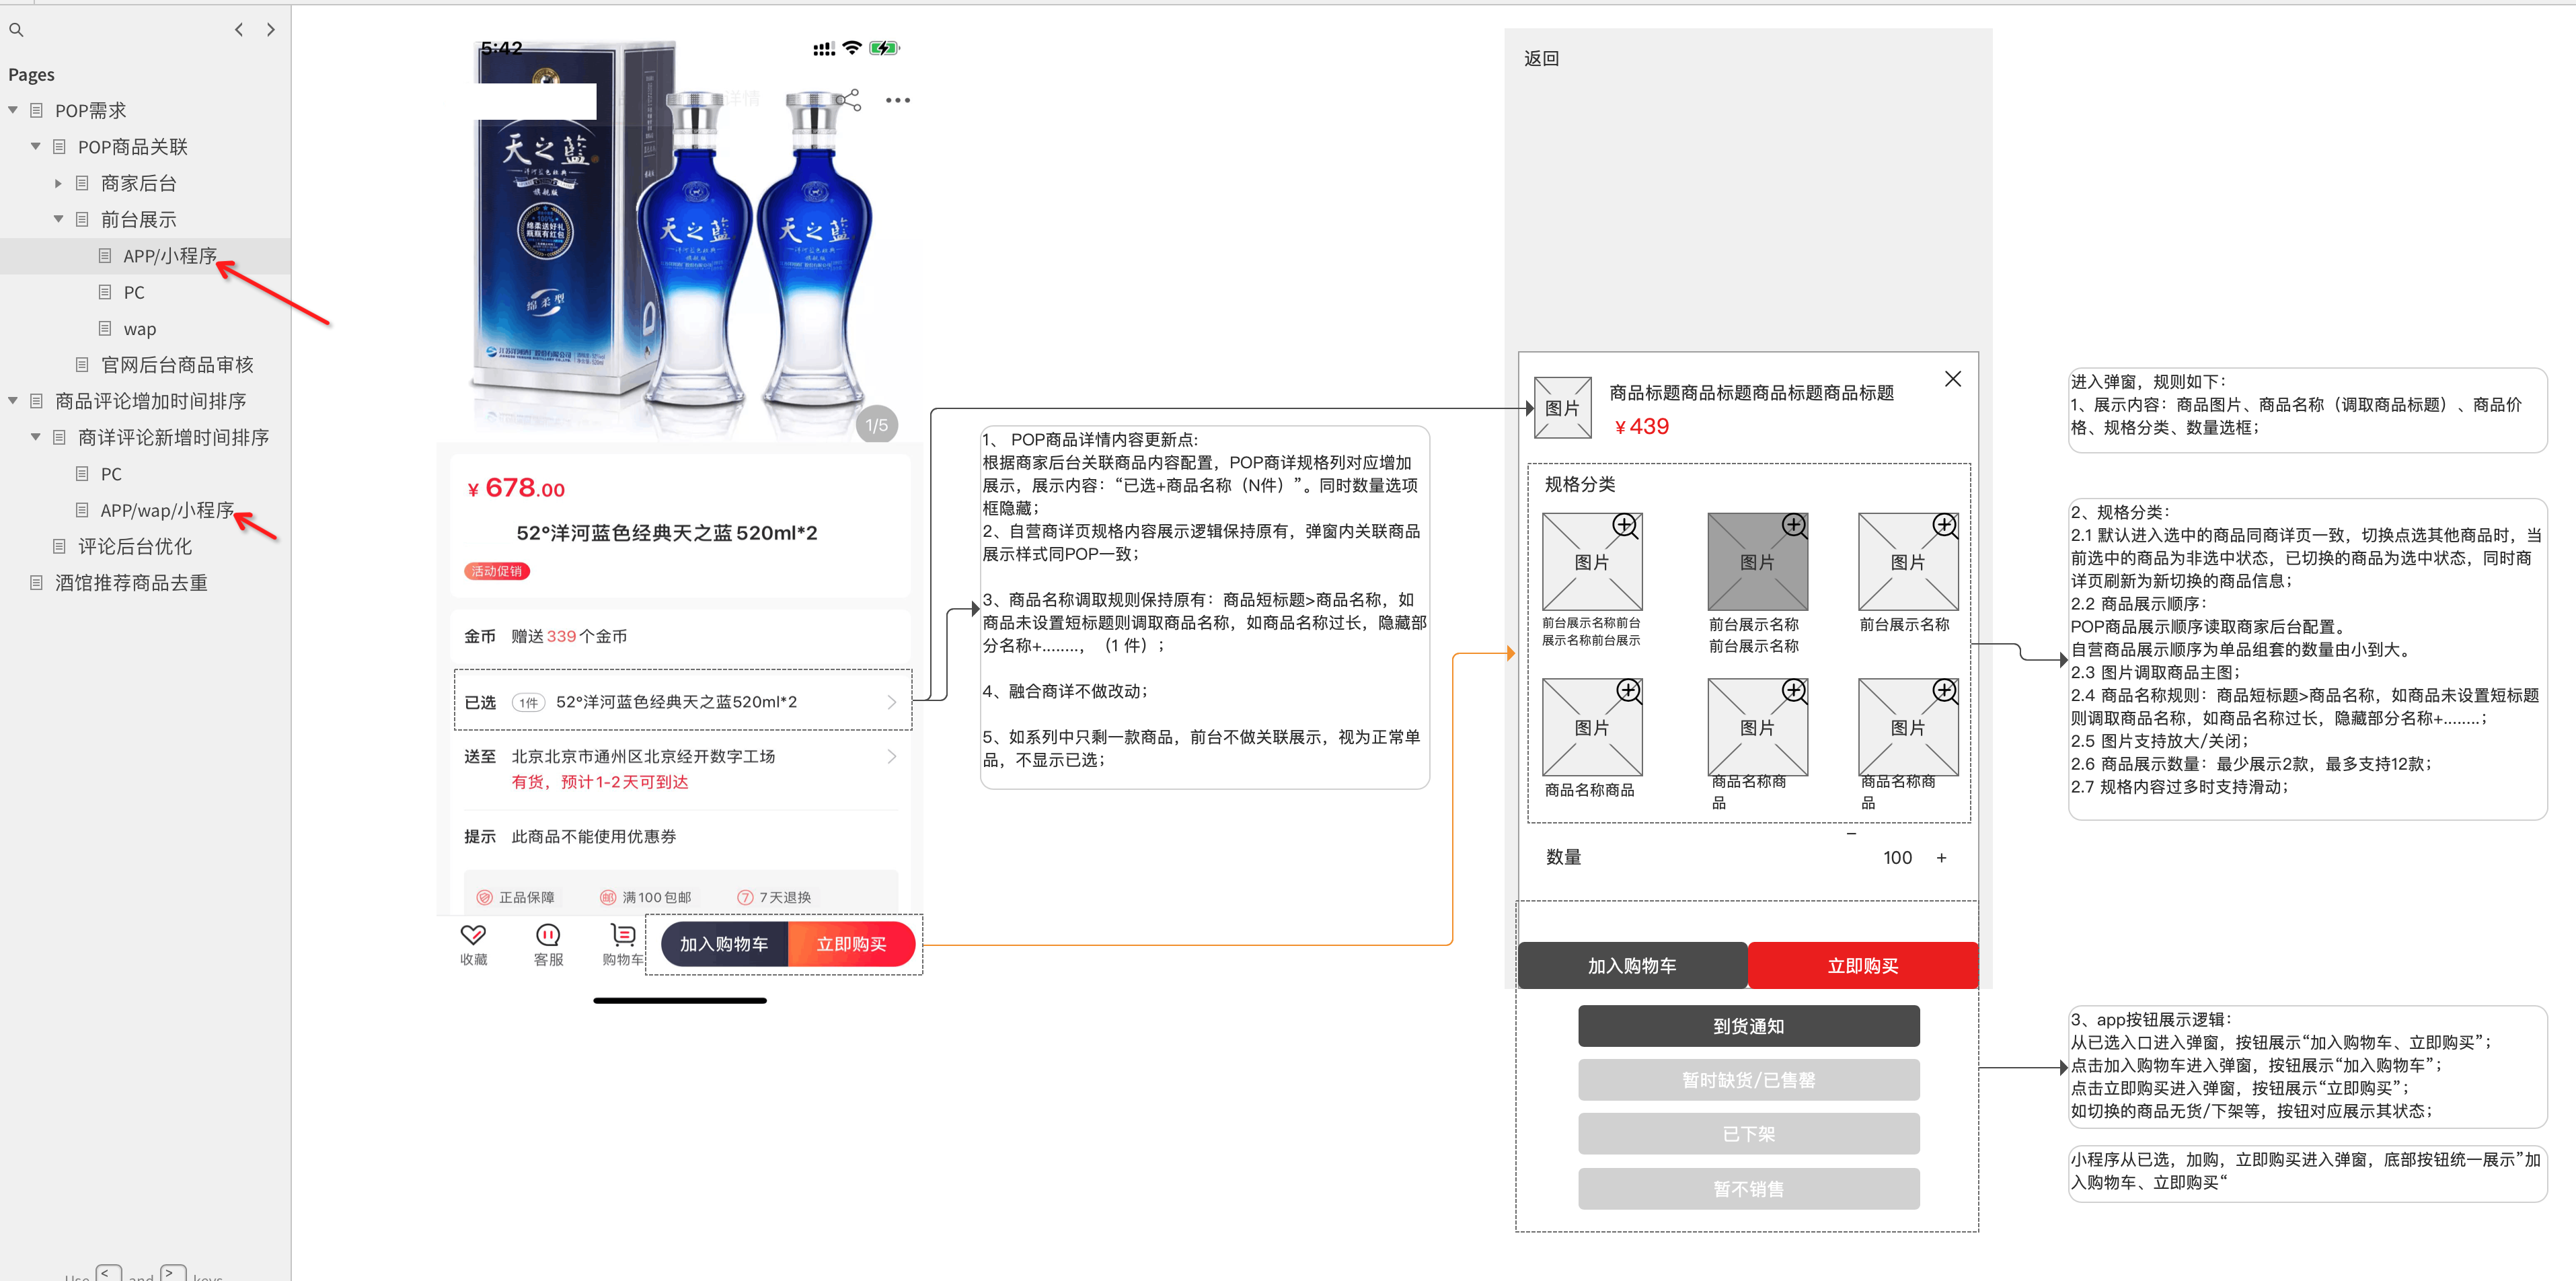 Pages
POP需求
POP商品关联
商家后台
前台展示
APP/小程序
PC
wap
官网后台商品审核
商品评论增加时间排序
商详评论新增时间排序
PC
APP/wap/小程序
评论后台优化
酒馆推荐商品去重
Use < and > keys
5:42
详情
天之蓝
天之蓝
天之蓝
绵柔型
1/5
¥ 678.00
52°洋河蓝色经典天之蓝520ml*2
活动促销
金币 赠送339个金币
已选 1件 52°洋河蓝色经典天之蓝520ml*2
送至 北京北京市通州区北京经开数字工场
有货，预计1-2天可到达
提示 此商品不能使用优惠券
正品保障 满100包邮 7天退换
收藏 客服 购物车 加入购物车 立即购买
1、 POP商品详情内容更新点:
根据商家后台关联商品内容配置，POP商详规格列对应增加
展示，展示内容：“已选+商品名称（N件）”。同时数量选项
框隐藏；
2、自营商详页规格内容展示逻辑保持原有，弹窗内关联商品
展示样式同POP一致；
3、商品名称调取规则保持原有：商品短标题>商品名称，如
商品未设置短标题则调取商品名称，如商品名称过长，隐藏部
分名称+........，（1 件）；
4、融合商详不做改动；
5、如系列中只剩一款商品，前台不做关联展示，视为正常单
品，不显示已选；
返回
图片
商品标题商品标题商品标题商品标题
¥439
规格分类
图片 图片 图片
前台展示名称前台
展示名称前台展示
前台展示名称
前台展示名称
前台展示名称
图片 图片 图片
商品名称商品
商品名称商
品
商品名称商
品
数量 − 100 +
加入购物车 立即购买
到货通知
暂时缺货/已售罄
已下架
暂不销售
进入弹窗，规则如下：
1、展示内容：商品图片、商品名称（调取商品标题）、商品价
格、规格分类、数量选框；
2、规格分类：
2.1 默认进入选中的商品同商详页一致，切换点选其他商品时，当
前选中的商品为非选中状态，已切换的商品为选中状态，同时商
详页刷新为新切换的商品信息；
2.2 商品展示顺序：
POP商品展示顺序读取商家后台配置。
自营商品展示顺序为单品组套的数量由小到大。
2.3 图片调取商品主图；
2.4 商品名称规则：商品短标题>商品名称，如商品未设置短标题
则调取商品名称，如商品名称过长，隐藏部分名称+........；
2.5 图片支持放大/关闭；
2.6 商品展示数量：最少展示2款，最多支持12款；
2.7 规格内容过多时支持滑动；
3、app按钮展示逻辑：
从已选入口进入弹窗，按钮展示“加入购物车、立即购买”；
点击加入购物车进入弹窗，按钮展示“加入购物车”；
点击立即购买进入弹窗，按钮展示“立即购买”；
如切换的商品无货/下架等，按钮对应展示其状态；
小程序从已选，加购，立即购买进入弹窗，底部按钮统一展示”加
入购物车、立即购买“